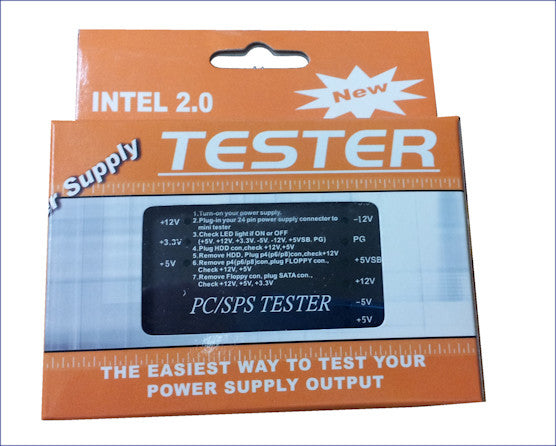 INTEL 2.0
New
er Supply
TESTER
+12V
+3.3V
+5V
1.Turn-on your power supply.
2.Plug-in your 24 pin power supply connector to
mini tester
3.Check LED light if ON or OFF
(+5V, +12V, +3.3V, -5V, -12V, +5VSB, PG)
4.Plug HDD con,check +12V,+5V
5.Remove HDD, Plug p4(p6/p8)con,check+12V
6.Remove p4(p6/p8)con,plug FLOPPY con.,
Check +12V, +5V
7.Remove Floppy con, plug SATA con.,
Check +12V, +5V, +3.3V
PC/SPS TESTER
-12V
PG
+5VSB
+12V
-5V
+5V
THE EASIEST WAY TO TEST YOUR
POWER SUPPLY OUTPUT